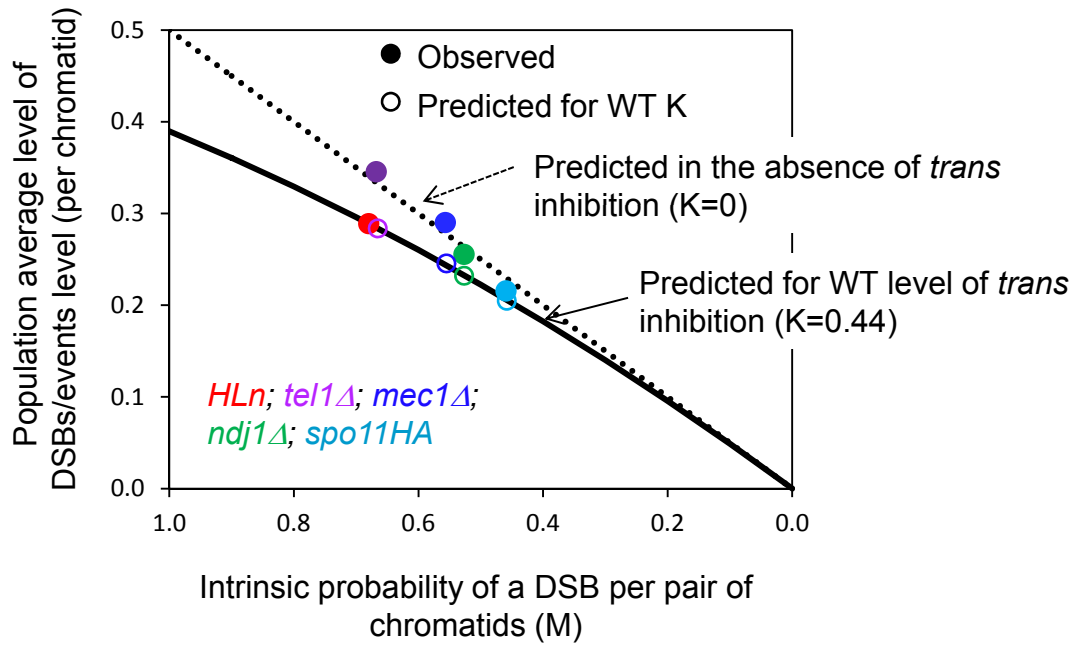 Population average level of
DSBs/events level (per chromatid)
0.5
0.4
0.3
0.2
0.1
0.0
Observed
Predicted for WT K
Predicted in the absence of trans
inhibition (K=0)
Predicted for WT level of trans
inhibition (K=0.44)
HLn; tel1Δ; mec1Δ;
ndj1Δ; spo11HA
1.0 0.8 0.6 0.4 0.2 0.0
Intrinsic probability of a DSB per pair of
chromatids (M)